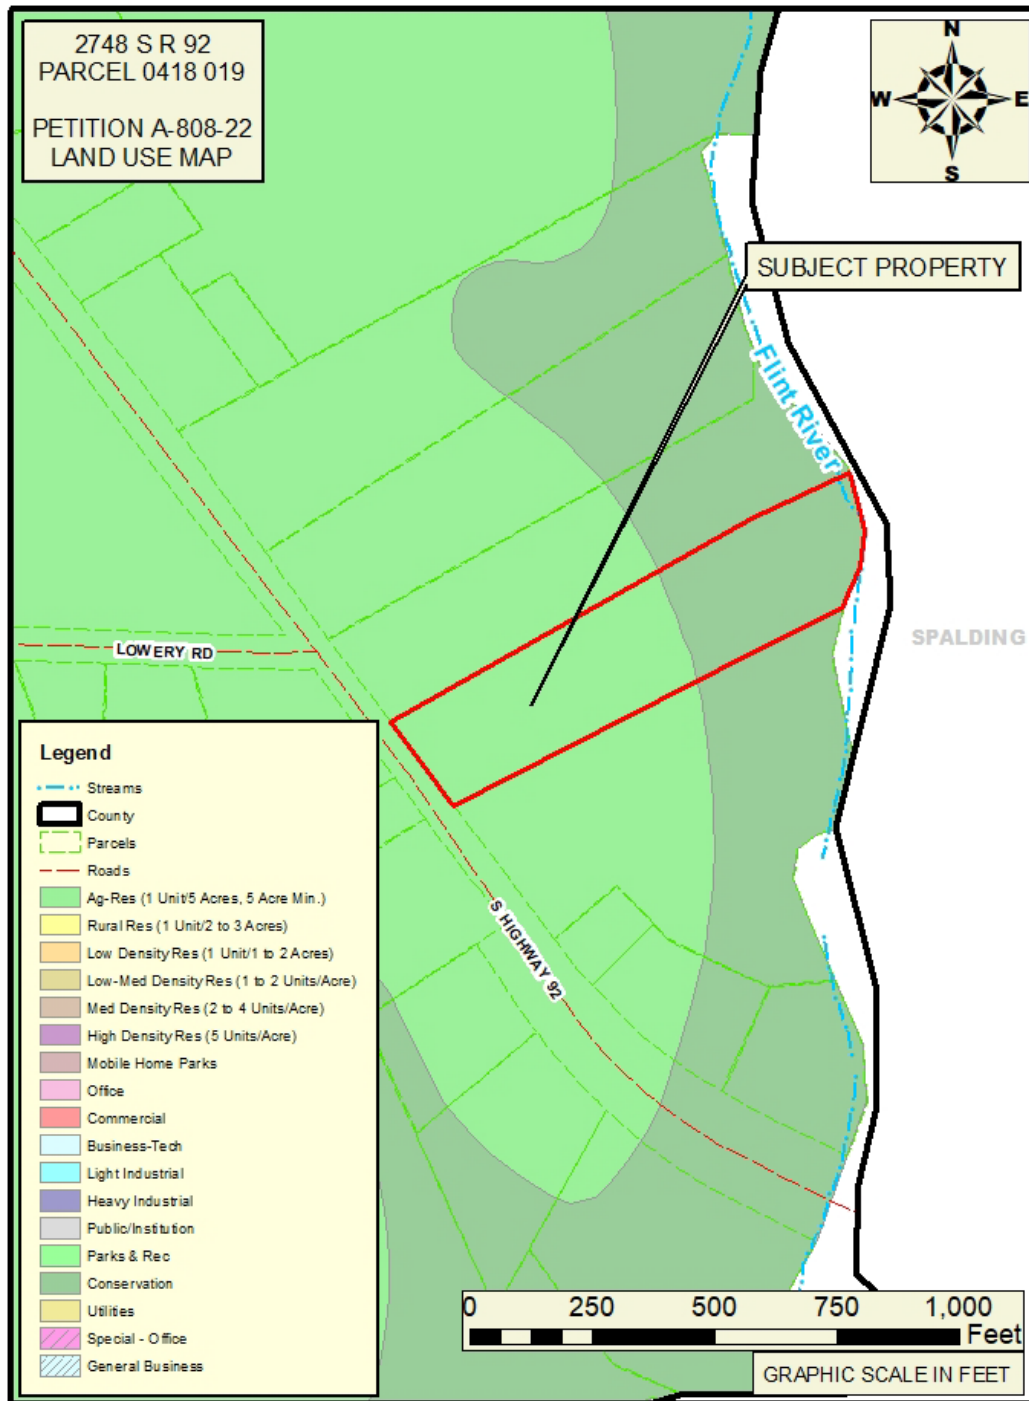 2748 S R 92
PARCEL 0418 019
PETITION A-808-22
LAND USE MAP
N
W
E
S
SUBJECT PROPERTY
Flint River
SPALDING
LOWERY RD
S HIGHWAY 92
Legend
Streams
County
Parcels
Roads
Ag-Res (1 Unit/5 Acres, 5 Acre Min.)
Rural Res (1 Unit/2 to 3 Acres)
Low Density Res (1 Unit/1 to 2 Acres)
Low-Med Density Res (1 to 2 Units/Acre)
Med Density Res (2 to 4 Units/Acre)
High Density Res (5 Units/Acre)
Mobile Home Parks
Office
Commercial
Business-Tech
Light Industrial
Heavy Industrial
Public/Institution
Parks & Rec
Conservation
Utilities
Special - Office
General Business
0 250 500 750 1,000
Feet
GRAPHIC SCALE IN FEET